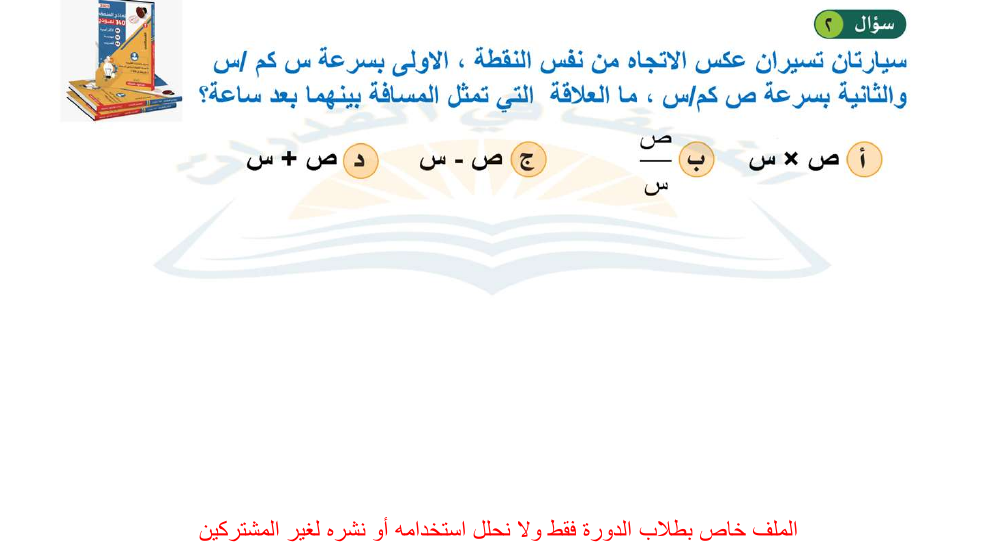 سؤال ٢
سيارتان تسيران عكس الاتجاه من نفس النقطة ، الاولى بسرعة س كم /س
والثانية بسرعة ص كم/س ، ما العلاقة التي تمثل المسافة بينهما بعد ساعة؟
أ ص × س
ب ص
س
ج ص - س
د ص + س
الملف خاص بطلاب الدورة فقط ولا نحلل استخدامه أو نشره لغير المشتركين